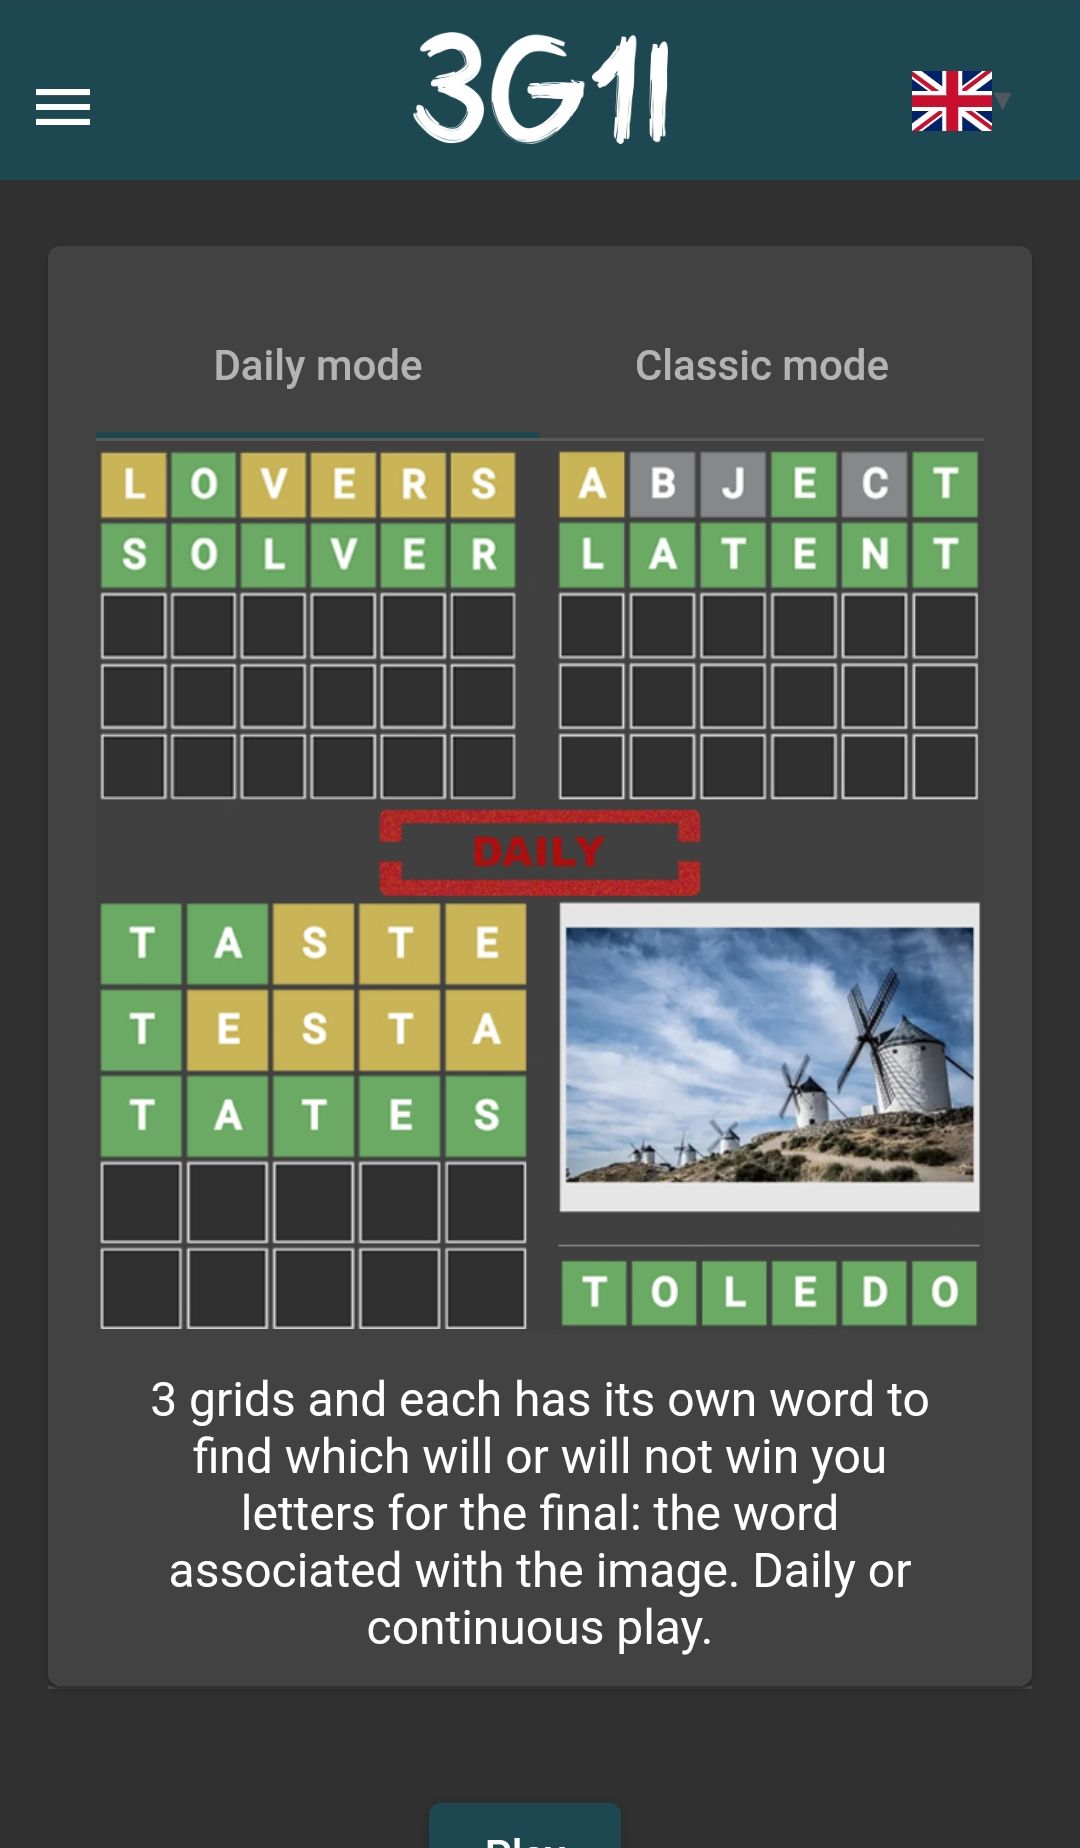 3G1I
Daily mode
Classic mode
LOVERS
SOLVER
ABJECT
LATENT
DAILY
TASTE
TESTA
TATES
TOLEDO
3 grids and each has its own word to
find which will or will not win you
letters for the final: the word
associated with the image. Daily or
continuous play.
Play